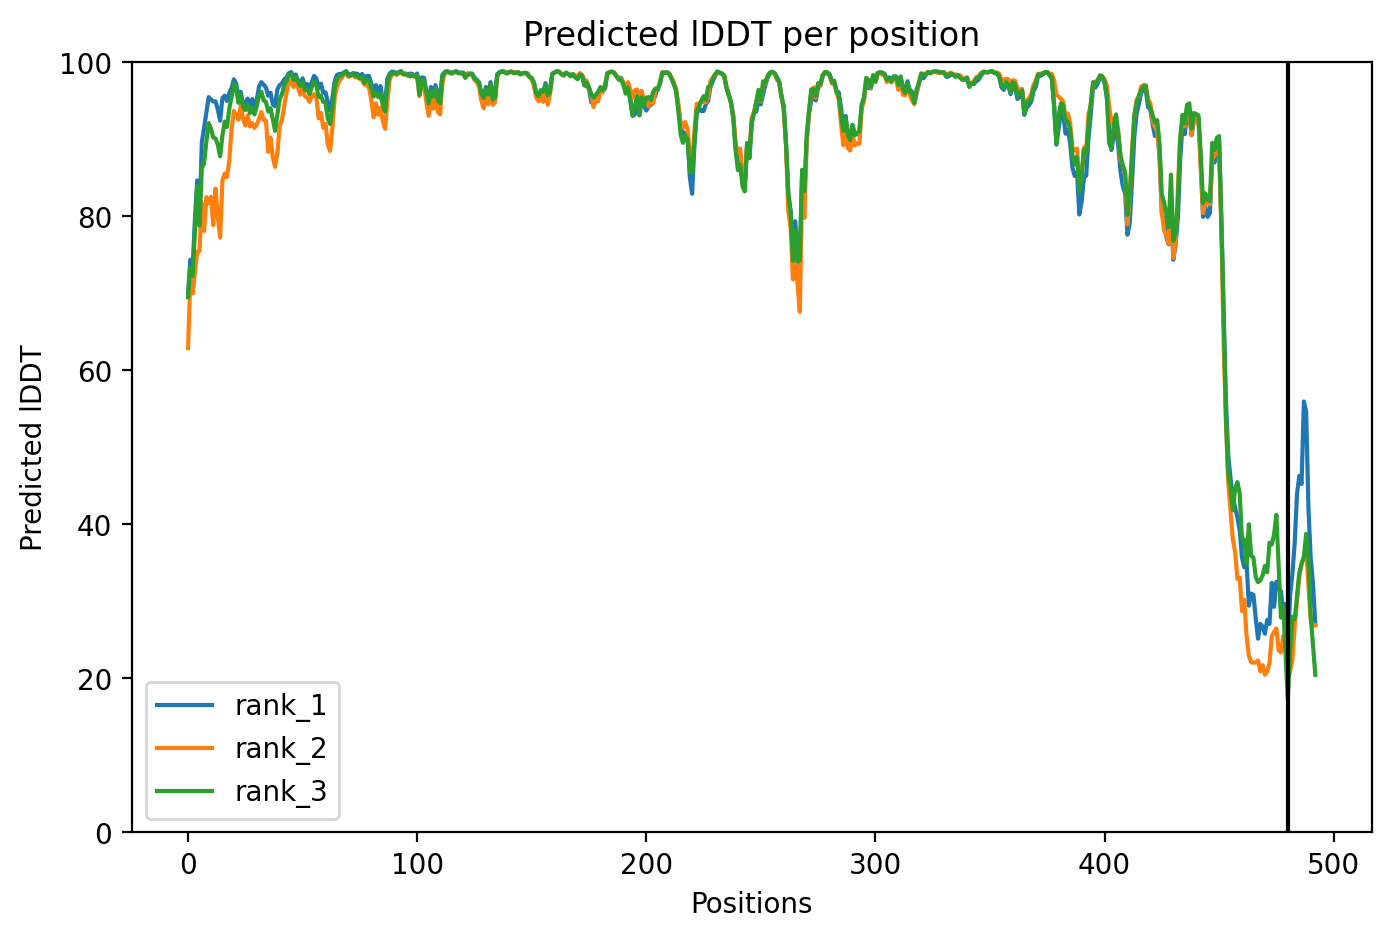 Predicted lDDT per position
100
80
60
40
20
0
Predicted lDDT
rank_1
rank_2
rank_3
0 100 200 300 400 500
Positions